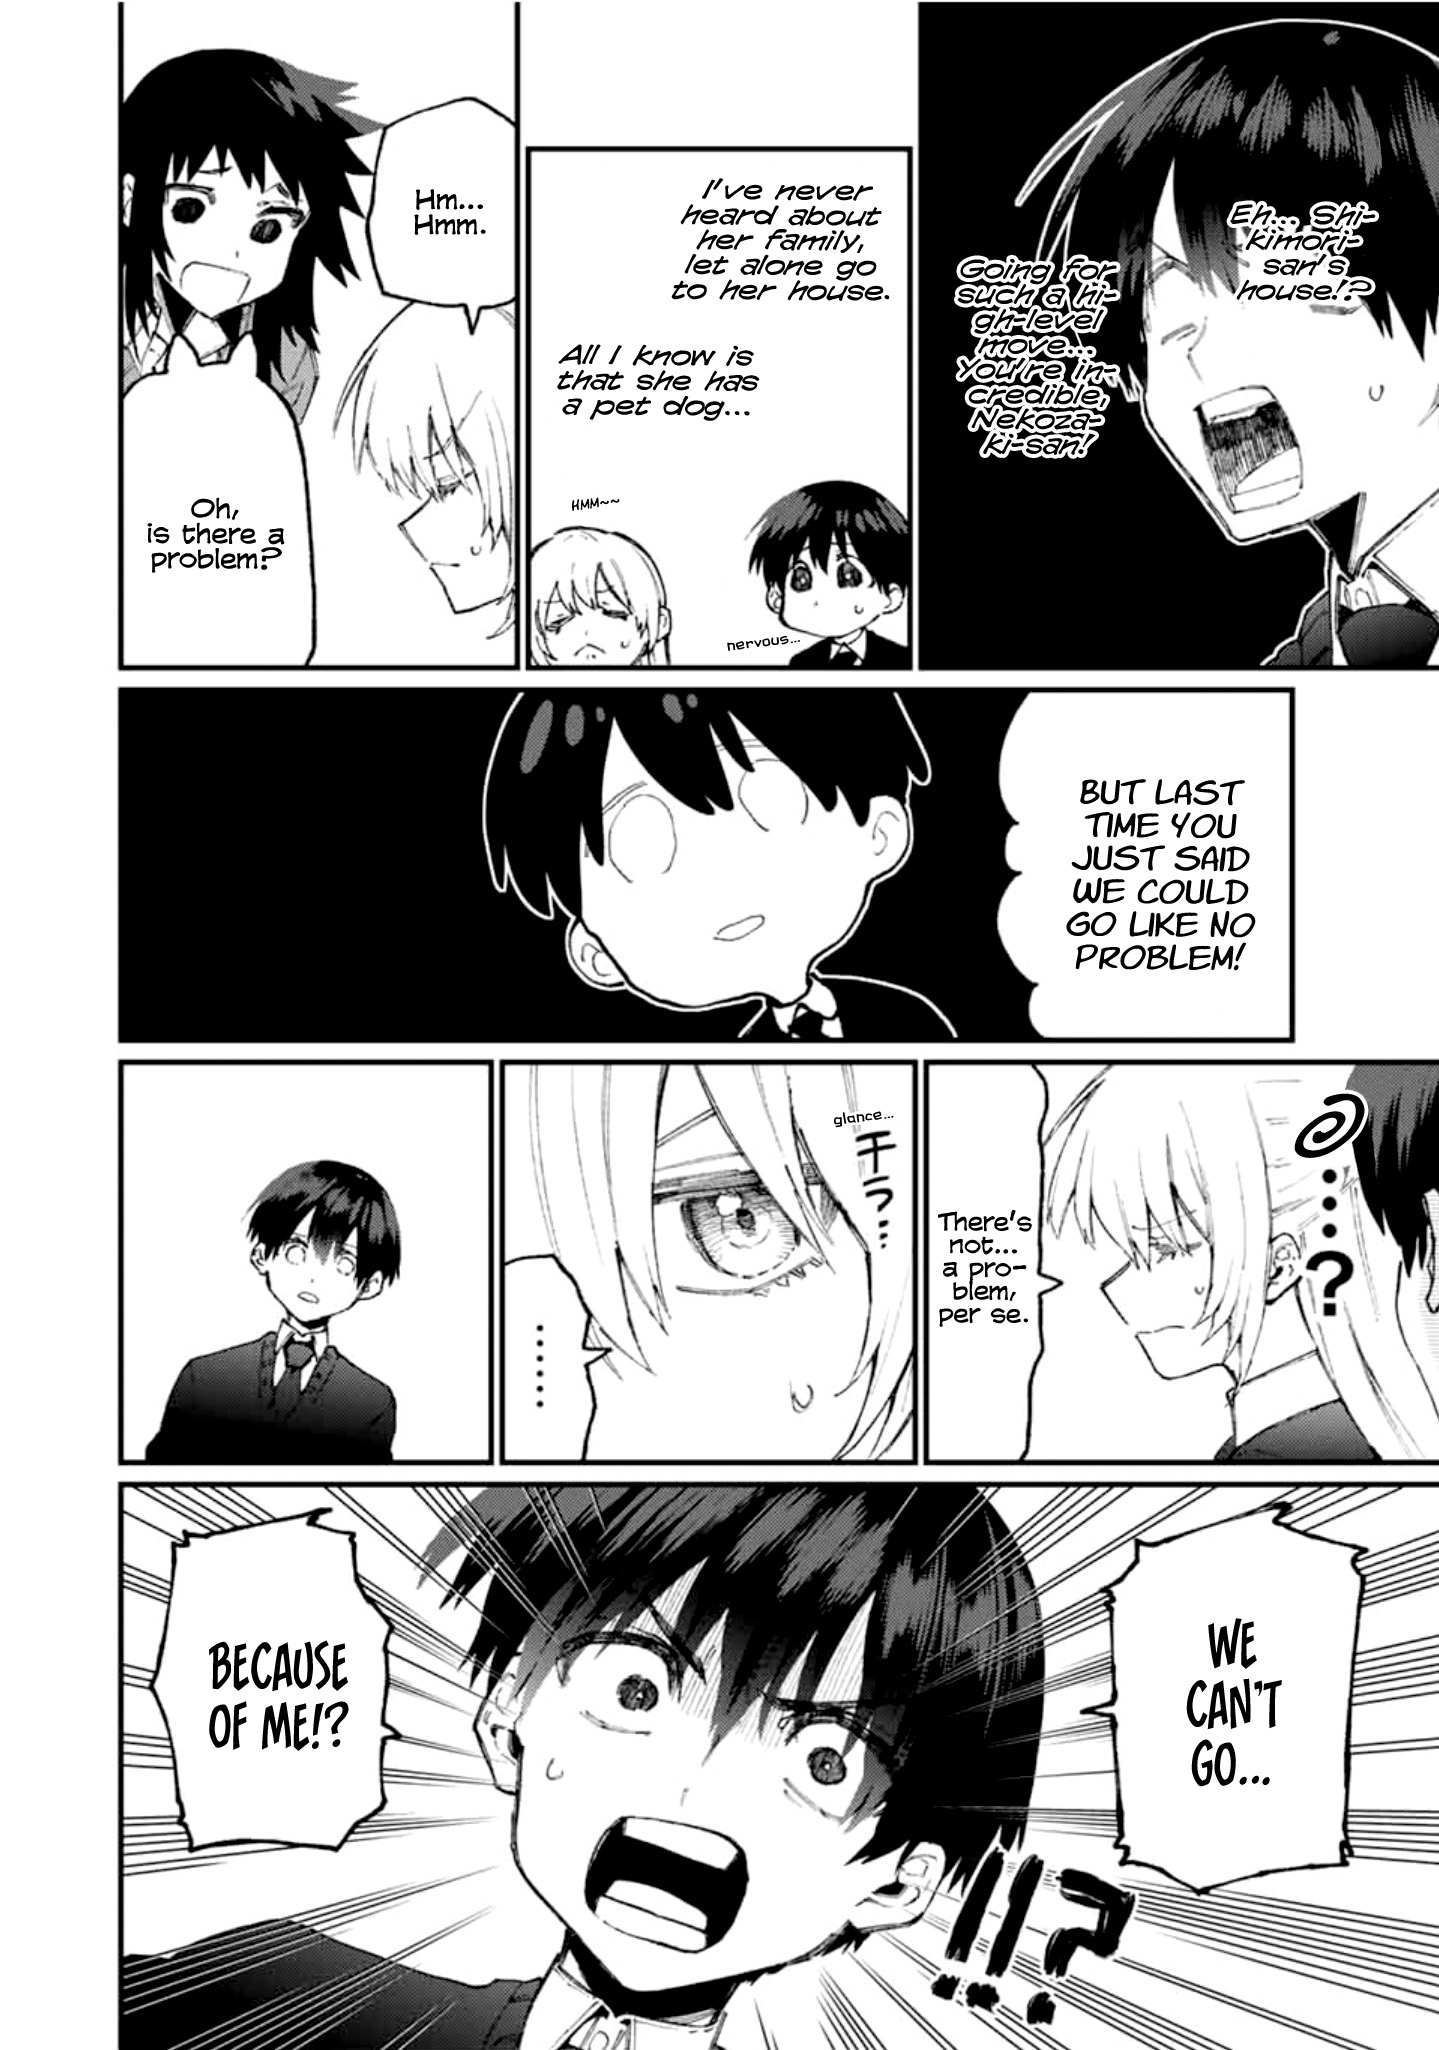 Eh... Shi-
kimori-
san's
house!?
Going for
such a hi-
gh-level
move...
You're in-
credible,
Nekoza-
ki-san!
I've never
heard about
her family,
let alone go
to her house.
All I know is
that she has
a pet dog...
HMM~~
nervous...
Hm...
Hmm.
Oh,
is there a
problem?
BUT LAST
TIME YOU
JUST SAID
WE COULD
GO LIKE NO
PROBLEM!
....?
There's
not...
a pro-
blem,
per se.
glance...
チラ…
......
WE
CAN'T
GO...
BECAUSE
OF ME!?
!!?